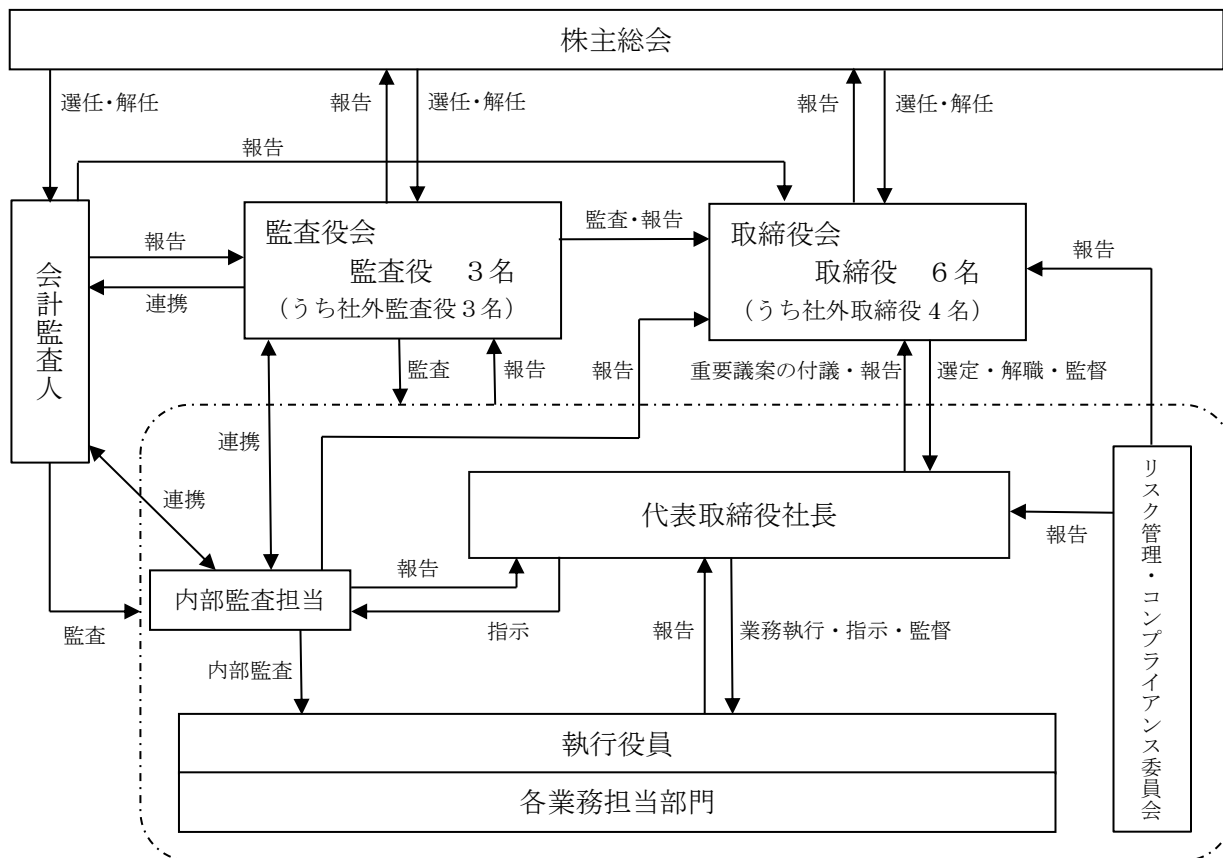 株主総会
選任・解任
報告
選任・解任
報告
選任・解任
報告
会計監査人
報告
連携
監査役会
監査役　３名
（うち社外監査役３名）
監査・報告
取締役会
取締役　６名
（うち社外取締役４名）
報告
監査
報告
報告
重要議案の付議・報告
選定・解職・監督
連携
連携
代表取締役社長
報告
リスク管理・コンプライアンス委員会
内部監査担当
報告
指示
監査
内部監査
報告
業務執行・指示・監督
執行役員
各業務担当部門